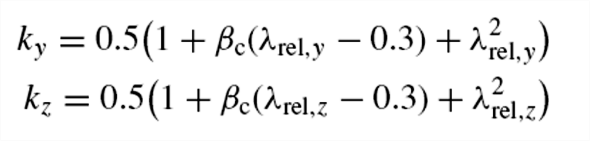 k_y = 0.5(1 + β_c(λ_rel,y − 0.3) + λ²_rel,y)
k_z = 0.5(1 + β_c(λ_rel,z − 0.3) + λ²_rel,z)